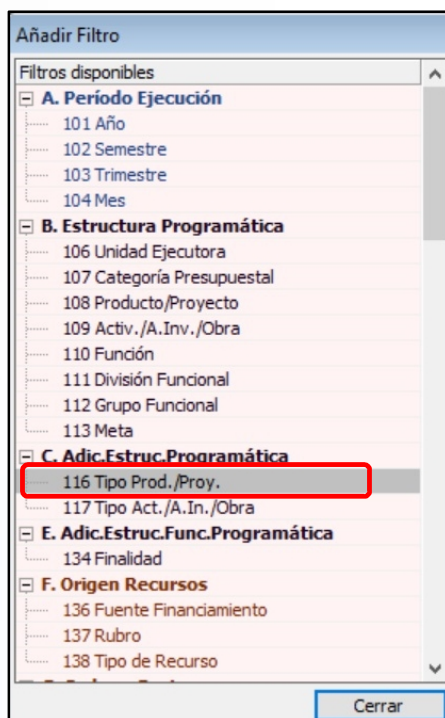 Añadir Filtro
Filtros disponibles
A. Período Ejecución
101 Año
102 Semestre
103 Trimestre
104 Mes
B. Estructura Programática
106 Unidad Ejecutora
107 Categoría Presupuestal
108 Producto/Proyecto
109 Activ./A.Inv./Obra
110 Función
111 División Funcional
112 Grupo Funcional
113 Meta
C. Adic.Estruc.Programática
116 Tipo Prod./Proy.
117 Tipo Act./A.In./Obra
E. Adic.Estruc.Func.Programática
134 Finalidad
F. Origen Recursos
136 Fuente Financiamiento
137 Rubro
138 Tipo de Recurso
Cerrar